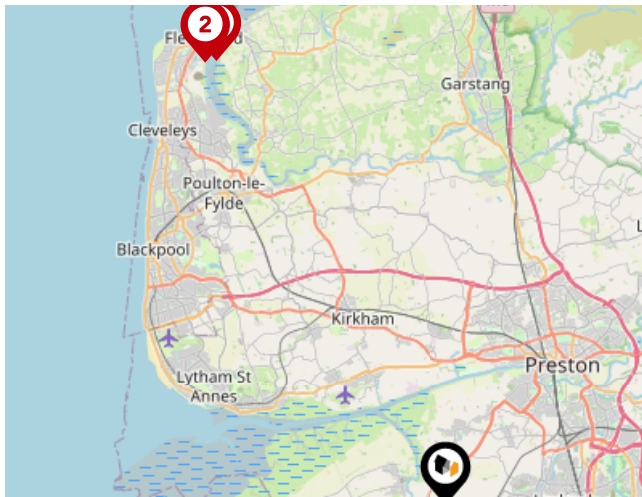 2
Garstang
Cleveleys
Poulton-le-
Fylde
Blackpool
Kirkham
Preston
Lytham St
Annes